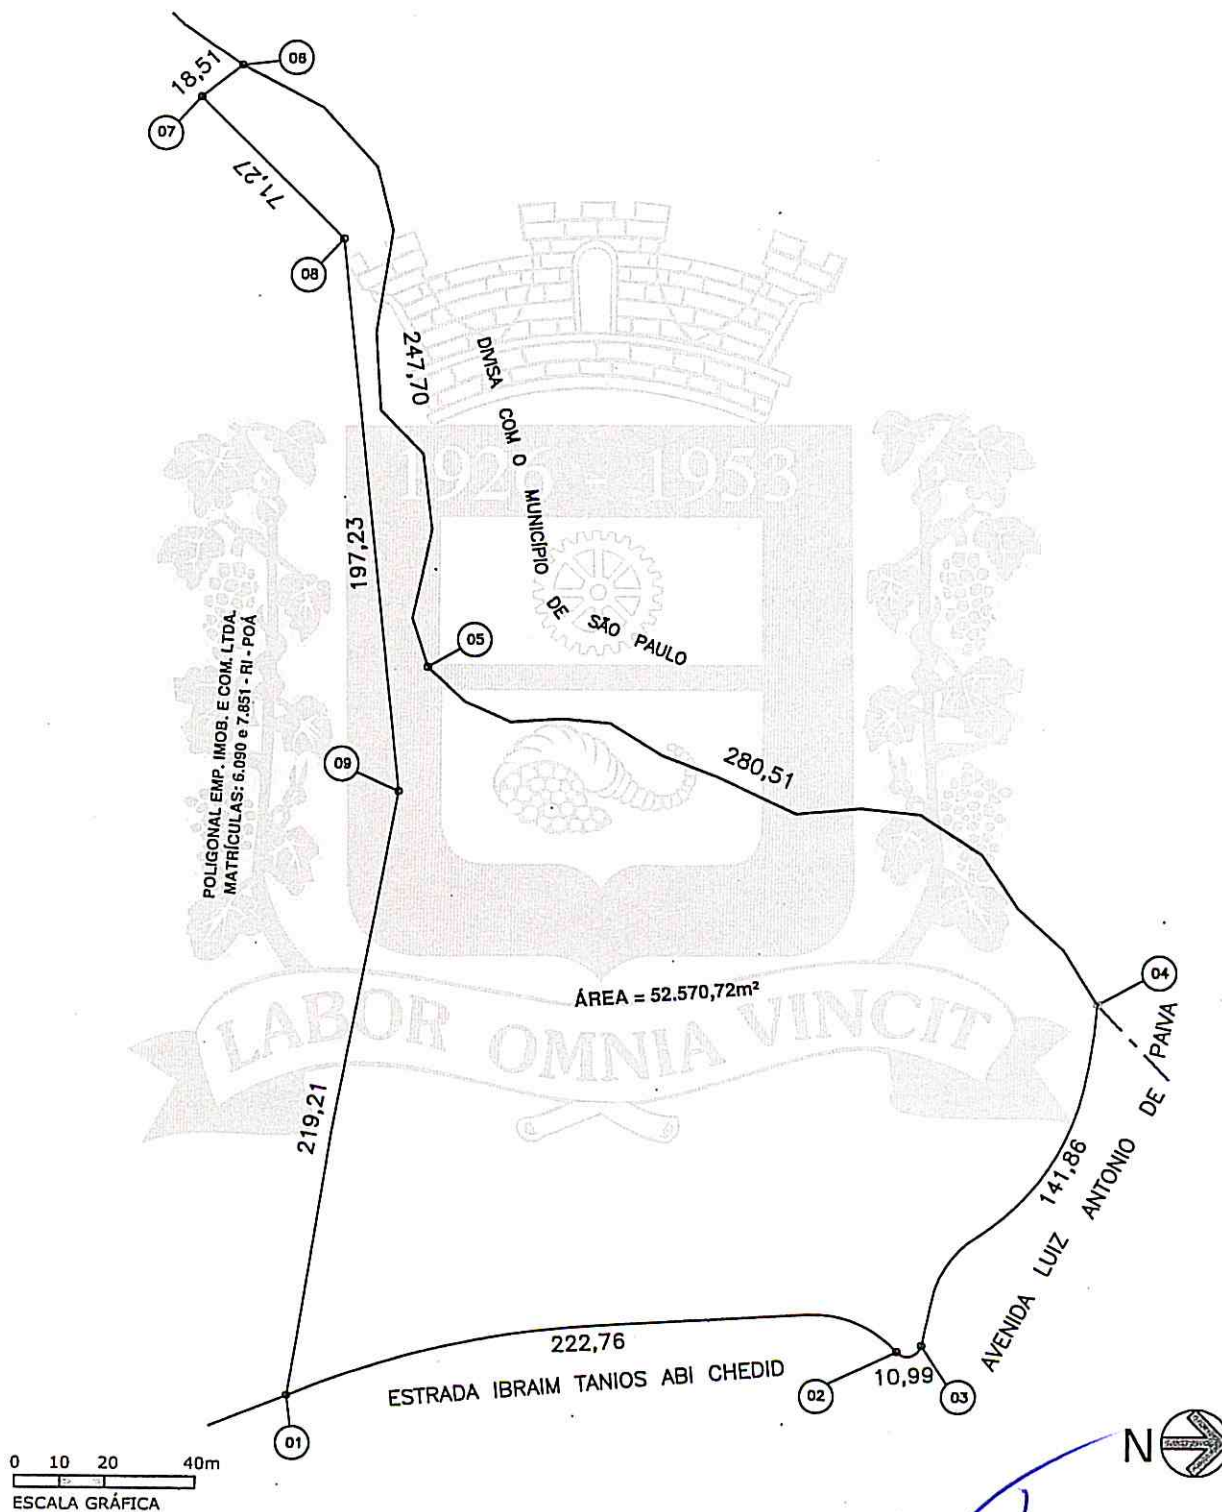 06
18,51
07
71,27
08
247,70
DIVISA COM O MUNICÍPIO DE SÃO PAULO
1926 - 1953
197,23
05
POLIGONAL EMP. IMOB. E COM. LTDA.
MATRÍCULAS: 6.090 e 7.851 - RI - POÁ
09
280,51
04
ÁREA = 52.570,72m²
LABOR OMNIA VINCIT
219,21
141,86
AVENIDA LUIZ ANTONIO DE PAIVA
222,76
ESTRADA IBRAIM TANIOS ABI CHEDID
10,99
02
03
01
N
0 10 20 40m
ESCALA GRÁFICA